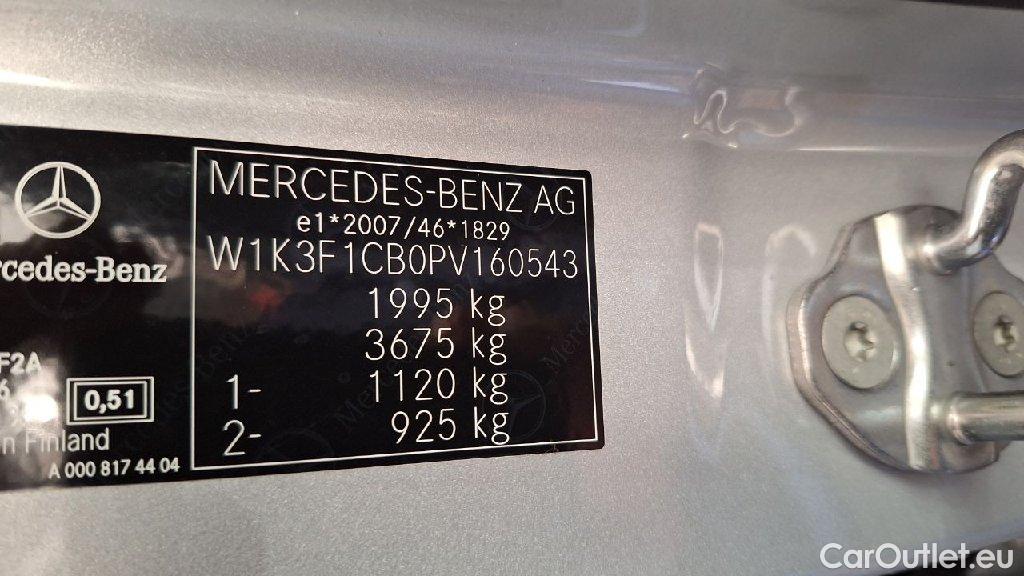 MERCEDES-BENZ AG
e1*2007/46*1829
W1K3F1CB0PV160543
1995 kg
3675 kg
1- 1120 kg
2- 925 kg
rcedes-Benz
F2A
0,51
n Finland
A 000 817 44 04
CarOutlet.eu